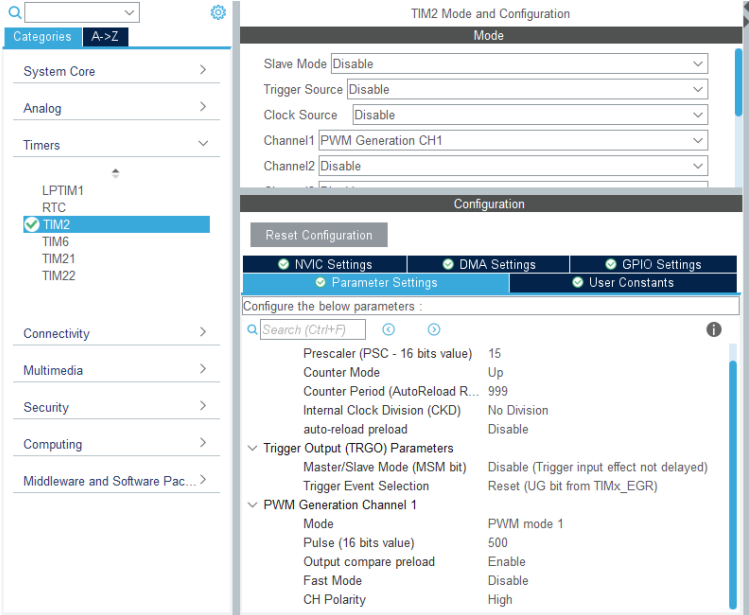 Categories A->Z
System Core
Analog
Timers
LPTIM1
RTC
TIM2
TIM6
TIM21
TIM22
Connectivity
Multimedia
Security
Computing
Middleware and Software Pac...
TIM2 Mode and Configuration
Mode
Slave Mode Disable
Trigger Source Disable
Clock Source Disable
Channel1 PWM Generation CH1
Channel2 Disable
Configuration
Reset Configuration
NVIC Settings DMA Settings GPIO Settings
Parameter Settings User Constants
Configure the below parameters :
Search (Ctrl+F)
Prescaler (PSC - 16 bits value) 15
Counter Mode Up
Counter Period (AutoReload R... 999
Internal Clock Division (CKD) No Division
auto-reload preload Disable
Trigger Output (TRGO) Parameters
Master/Slave Mode (MSM bit) Disable (Trigger input effect not delayed)
Trigger Event Selection Reset (UG bit from TIMx_EGR)
PWM Generation Channel 1
Mode PWM mode 1
Pulse (16 bits value) 500
Output compare preload Enable
Fast Mode Disable
CH Polarity High